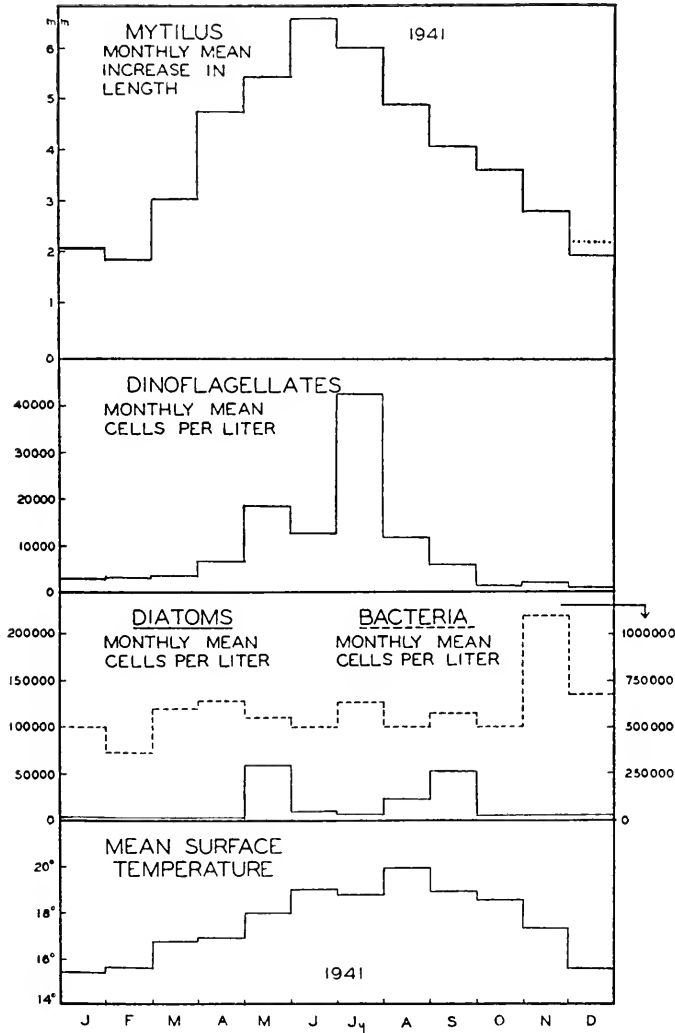 mm
MYTILUS
MONTHLY MEAN
INCREASE IN
LENGTH
1941
6
5
4
3
2
1
0
DINOFLAGELLATES
MONTHLY MEAN
CELLS PER LITER
40000
30000
20000
10000
0
DIATOMS
MONTHLY MEAN
CELLS PER LITER
BACTERIA
MONTHLY MEAN
CELLS PER LITER
200000
150000
100000
50000
0
1000000
750000
500000
250000
0
MEAN SURFACE
TEMPERATURE
20°
18°
16°
14°
1941
J F M A M J Jy A S O N D